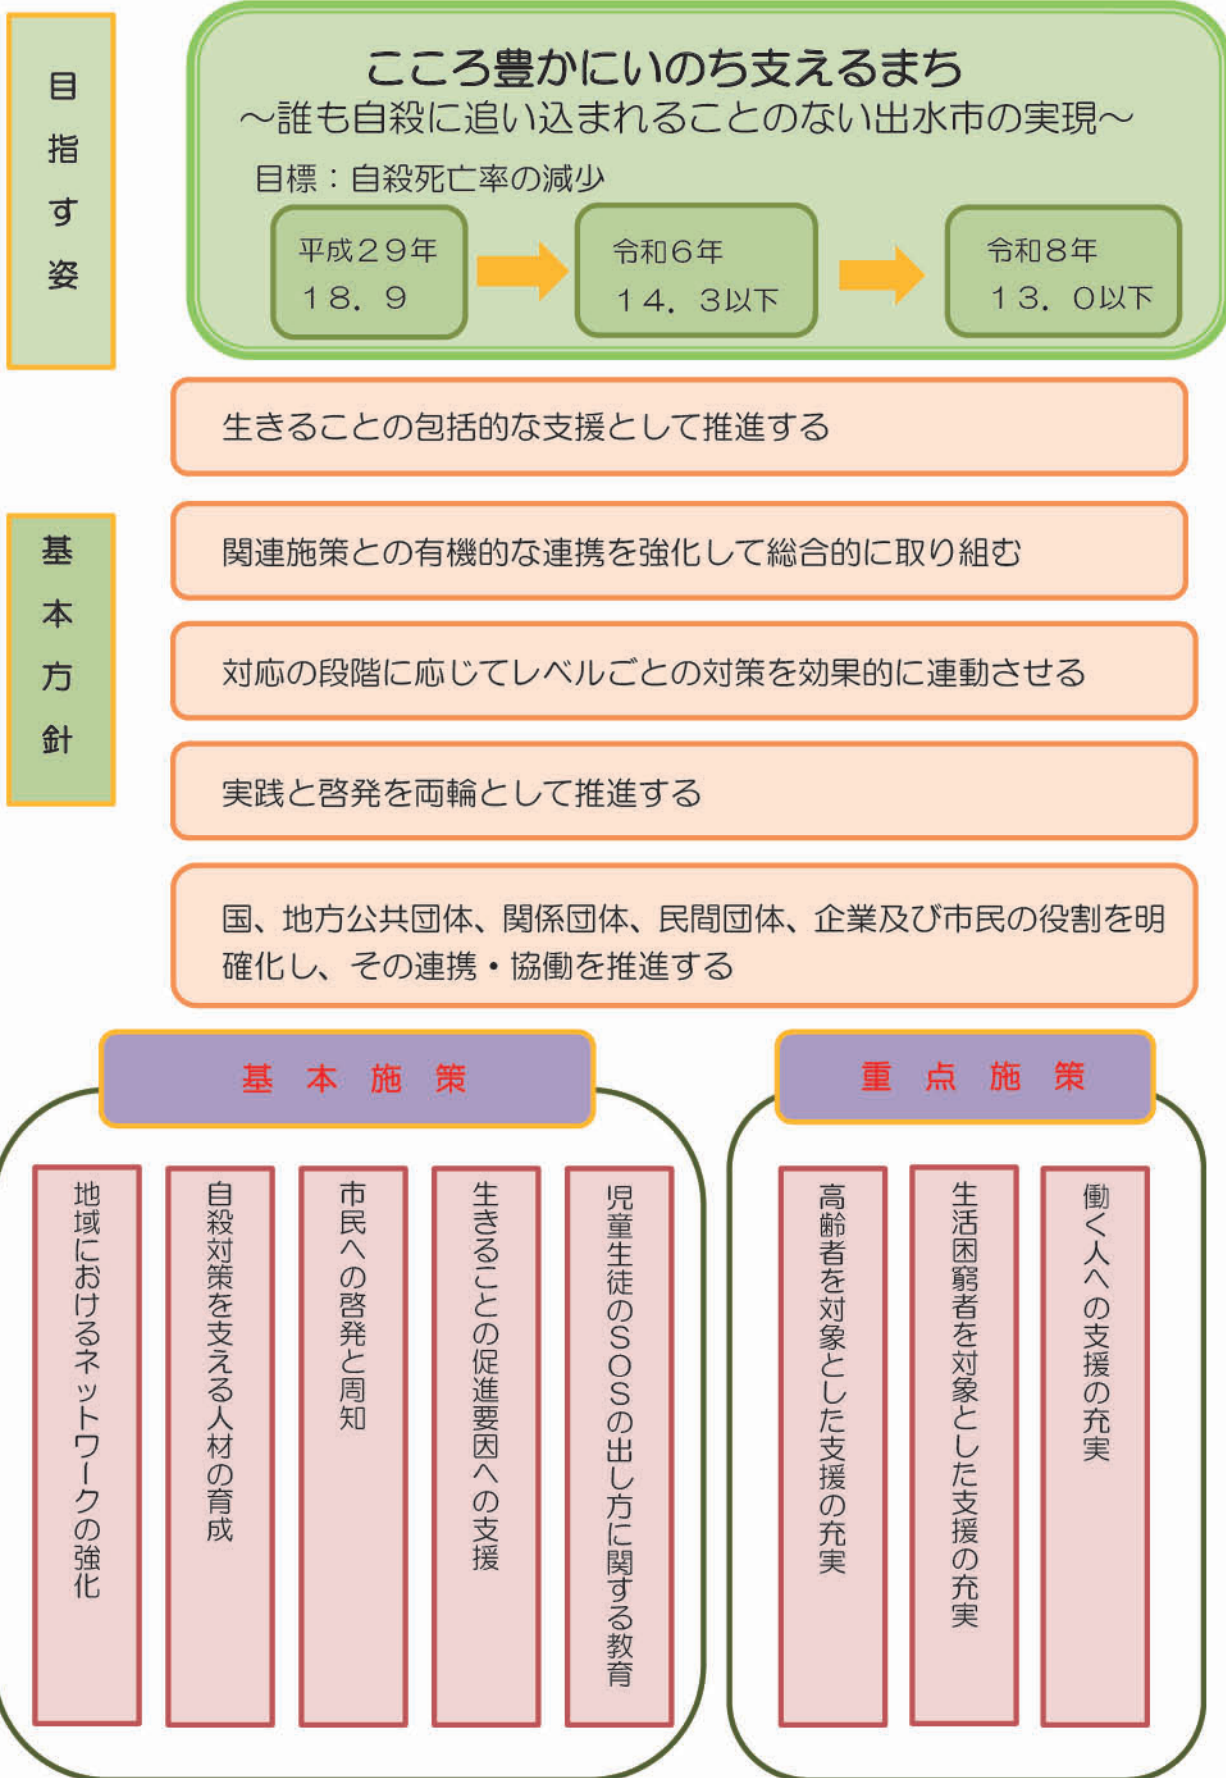 目指す姿
こころ豊かにいのち支えるまち
～誰も自殺に追い込まれることのない出水市の実現～
目標：自殺死亡率の減少
平成２９年
１８．９
令和６年
１４．３以下
令和８年
１３．０以下
基本方針
生きることの包括的な支援として推進する
関連施策との有機的な連携を強化して総合的に取り組む
対応の段階に応じてレベルごとの対策を効果的に連動させる
実践と啓発を両輪として推進する
国、地方公共団体、関係団体、民間団体、企業及び市民の役割を明
確化し、その連携・協働を推進する
基本施策
地域におけるネットワークの強化
自殺対策を支える人材の育成
市民への啓発と周知
生きることの促進要因への支援
児童生徒のＳＯＳの出し方に関する教育
重点施策
高齢者を対象とした支援の充実
生活困窮者を対象とした支援の充実
働く人への支援の充実